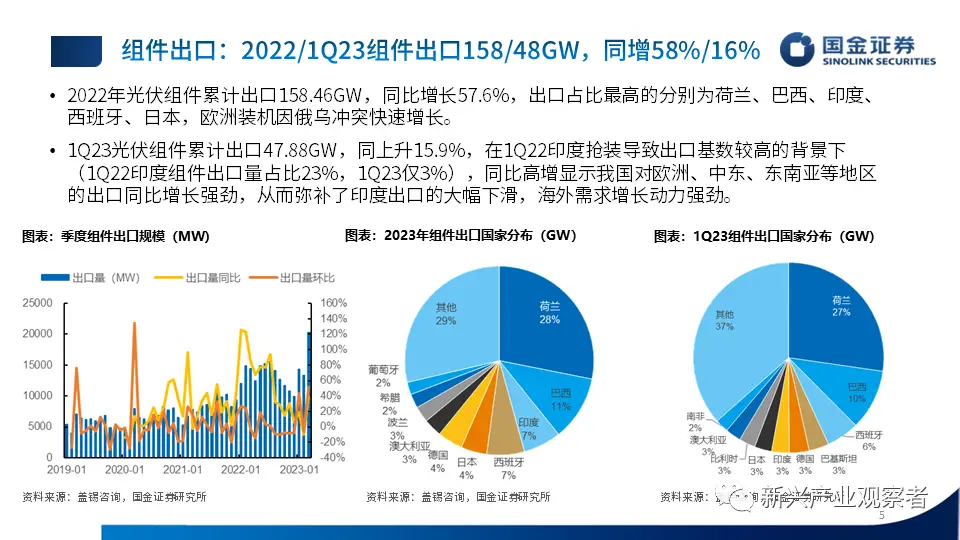 组件出口：2022/1Q23组件出口158/48GW，同增58%/16%
国金证券
SINOLINK SECURITIES
• 2022年光伏组件累计出口158.46GW，同比增长57.6%，出口占比最高的分别为荷兰、巴西、印度、
西班牙、日本，欧洲装机因俄乌冲突快速增长。
• 1Q23光伏组件累计出口47.88GW，同上升15.9%，在1Q22印度抢装导致出口基数较高的背景下
（1Q22印度组件出口量占比23%，1Q23仅3%），同比高增显示我国对欧洲、中东、东南亚等地区
的出口同比增长强劲，从而弥补了印度出口的大幅下滑，海外需求增长动力强劲。
图表：季度组件出口规模（MW）
出口量（MW） 出口量同比 出口量环比
25000
20000
15000
10000
5000
0
160%
140%
120%
100%
80%
60%
40%
20%
0%
-20%
-40%
2019-01 2020-01 2021-01 2022-01 2023-01
资料来源：盖锡咨询，国金证券研究所
图表：2023年组件出口国家分布（GW）
荷兰
28%
巴西
11%
印度
7%
西班牙
7%
日本
4%
德国
4%
澳大利亚
3%
波兰
3%
希腊
2%
葡萄牙
2%
其他
29%
资料来源：盖锡咨询，国金证券研究所
图表：1Q23组件出口国家分布（GW）
荷兰
27%
巴西
10%
西班牙
6%
巴基斯坦
3%
德国
3%
印度
3%
日本
3%
比利时
3%
澳大利亚
3%
南非
2%
其他
37%
资料来源：盖
新兴产业观察者
5